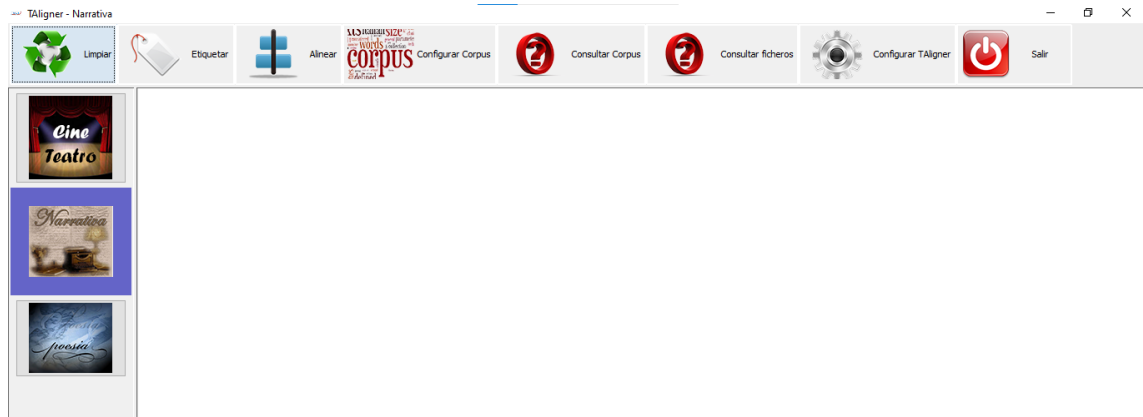 TAligner - Narrativa
Limpiar
Etiquetar
Alinear
words
corpus
Configurar Corpus
Consultar Corpus
Consultar ficheros
Configurar TAligner
Salir
Cine
Teatro
Narrativa
poesía